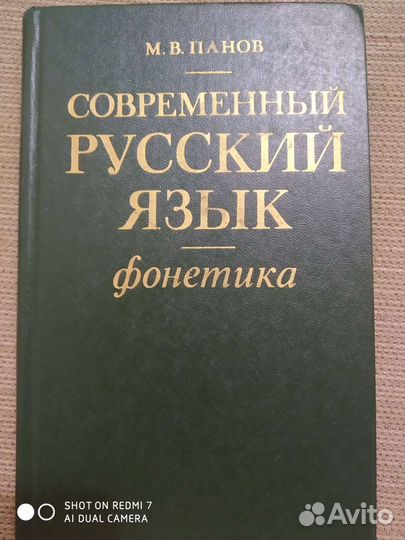 М. В. ПАНОВ
СОВРЕМЕННЫЙ
РУССКИЙ
ЯЗЫК
фонетика
SHOT ON REDMI 7
AI DUAL CAMERA
Avito